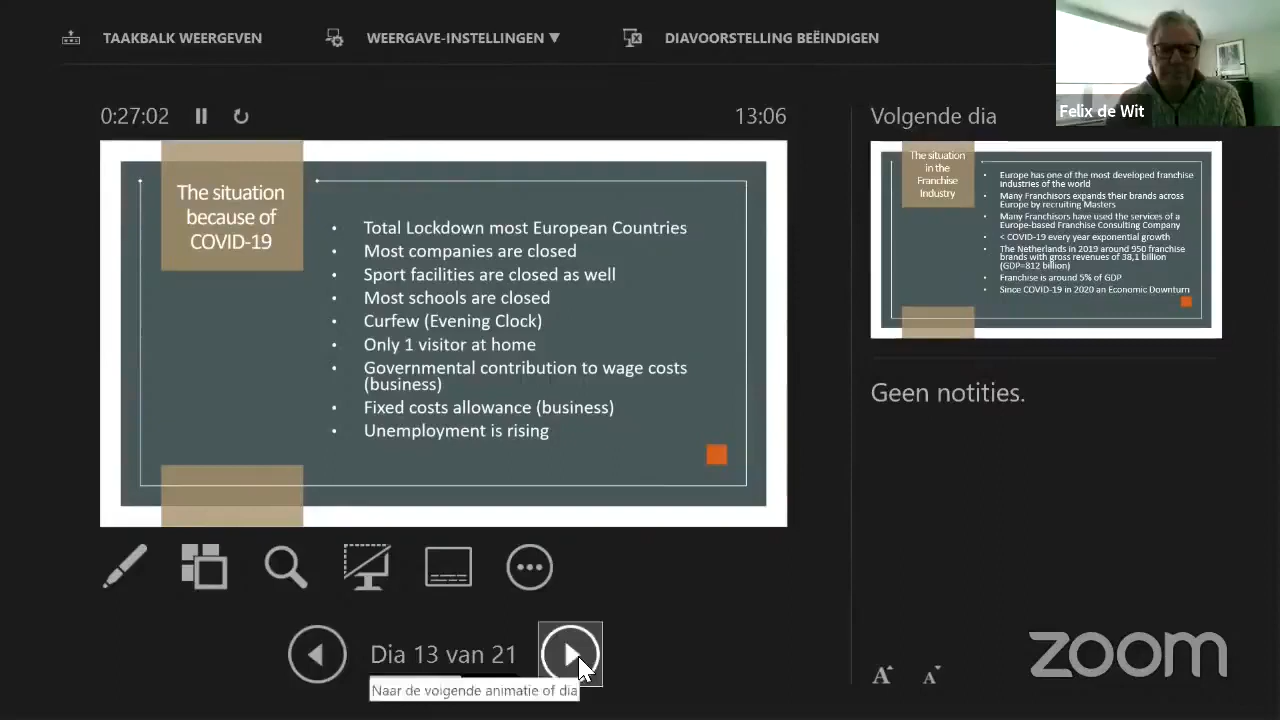 TAAKBALK WEERGEVEN
WEERGAVE-INSTELLINGEN ▼
DIAVOORSTELLING BEËINDIGEN
Felix de Wit
0:27:02
13:06
The situation
because of
COVID-19
• Total Lockdown most European Countries
• Most companies are closed
• Sport facilities are closed as well
• Most schools are closed
• Curfew (Evening Clock)
• Only 1 visitor at home
• Governmental contribution to wage costs
(business)
• Fixed costs allowance (business)
• Unemployment is rising
Volgende dia
The situation
in the
Franchise
Industry
• Europe has one of the most developed franchise
industries of the world
• Many Franchisors expands their brands across
Europe by recruiting Masters
• Many Franchisors have used the services of a
Europe-based Franchise Consulting Company
• < COVID-19 every year exponential growth
• The Netherlands in 2019 around 950 franchise
brands with gross revenues of 38,1 billion
(GDP=812 billion)
• Franchise is around 5% of GDP
• Since COVID-19 in 2020 an Economic Downturn
Geen notities.
Dia 13 van 21
Naar de volgende animatie of dia
A A
zoom